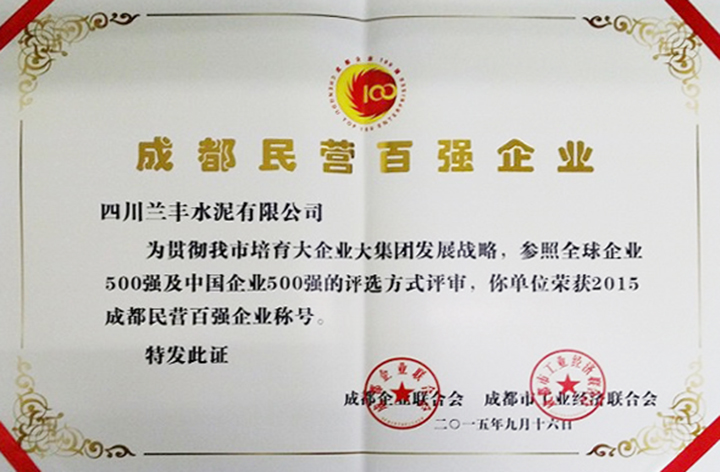 100
成都民营百强企业
四川兰丰水泥有限公司
为贯彻我市培育大企业大集团发展战略，参照全球企业
500强及中国企业500强的评选方式评审，你单位荣获2015
成都民营百强企业称号。
特发此证
成都企业联合会 成都市工业经济联合会
二〇一五年九月十六日